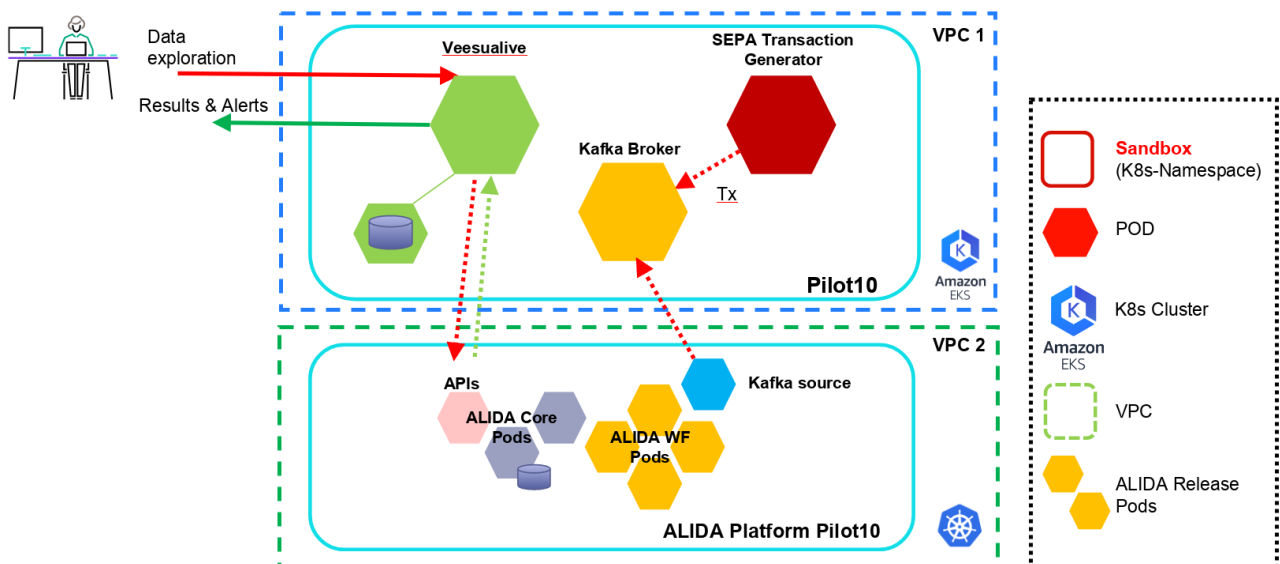 Data
exploration
Results & Alerts
Veesualive
SEPA Transaction
Generator
VPC 1
Kafka Broker
Tx
Pilot10
Amazon
EKS
VPC 2
APIs
ALIDA Core
Pods
ALIDA WF
Pods
Kafka source
ALIDA Platform Pilot10
Sandbox
(K8s-Namespace)
POD
K8s Cluster
K
Amazon
EKS
VPC
ALIDA Release
Pods
K